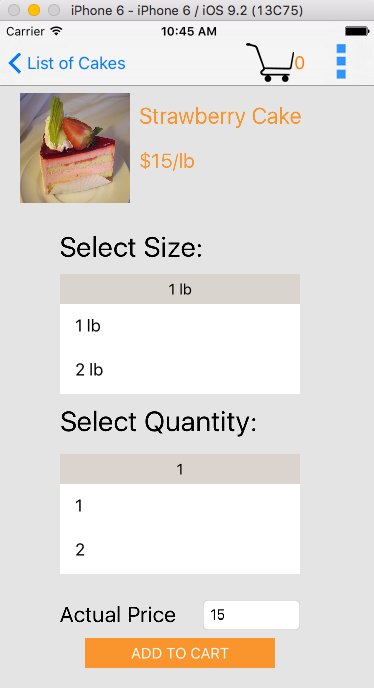 iPhone 6 - iPhone 6 / iOS 9.2 (13C75)
Carrier 10:45 AM
List of Cakes 0
Strawberry Cake
$15/lb
Select Size:
1 lb
1 lb
2 lb
Select Quantity:
1
1
2
Actual Price 15
ADD TO CART